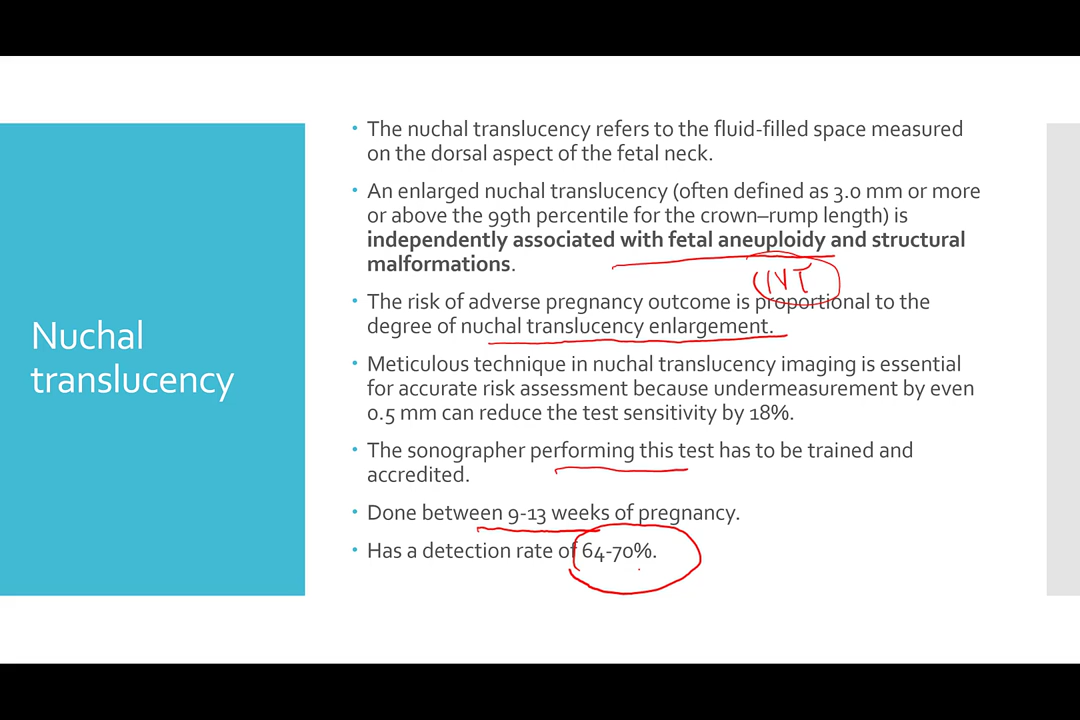 Nuchal
translucency
• The nuchal translucency refers to the fluid-filled space measured
on the dorsal aspect of the fetal neck.
• An enlarged nuchal translucency (often defined as 3.0 mm or more
or above the 99th percentile for the crown–rump length) is
independently associated with fetal aneuploidy and structural
malformations.
• The risk of adverse pregnancy outcome is proportional to the
degree of nuchal translucency enlargement.
• Meticulous technique in nuchal translucency imaging is essential
for accurate risk assessment because undermeasurement by even
0.5 mm can reduce the test sensitivity by 18%.
• The sonographer performing this test has to be trained and
accredited.
• Done between 9-13 weeks of pregnancy.
• Has a detection rate of 64-70%.